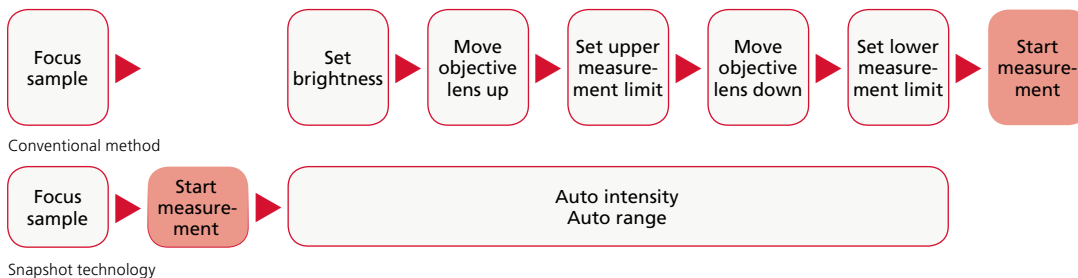 Focus
sample
Set
brightness
Move
objective
lens up
Set upper
measure-
ment limit
Move
objective
lens down
Set lower
measure-
ment limit
Start
measure-
ment
Conventional method
Focus
sample
Start
measure-
ment
Auto intensity
Auto range
Snapshot technology